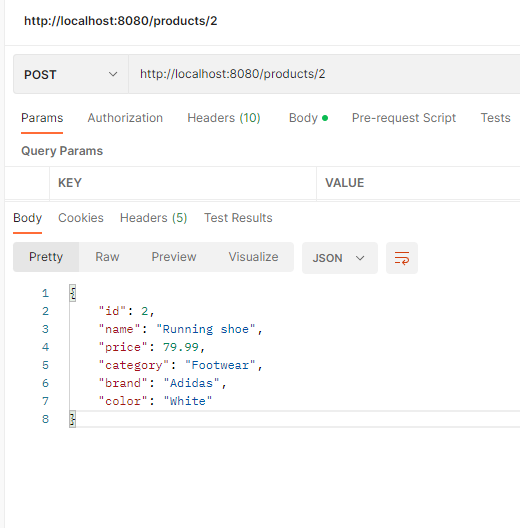 http://localhost:8080/products/2
POST http://localhost:8080/products/2
Params Authorization Headers (10) Body Pre-request Script Tests
Query Params
KEY VALUE
Body Cookies Headers (5) Test Results
Pretty Raw Preview Visualize JSON
1 {
2 "id": 2,
3 "name": "Running shoe",
4 "price": 79.99,
5 "category": "Footwear",
6 "brand": "Adidas",
7 "color": "White"
8 }